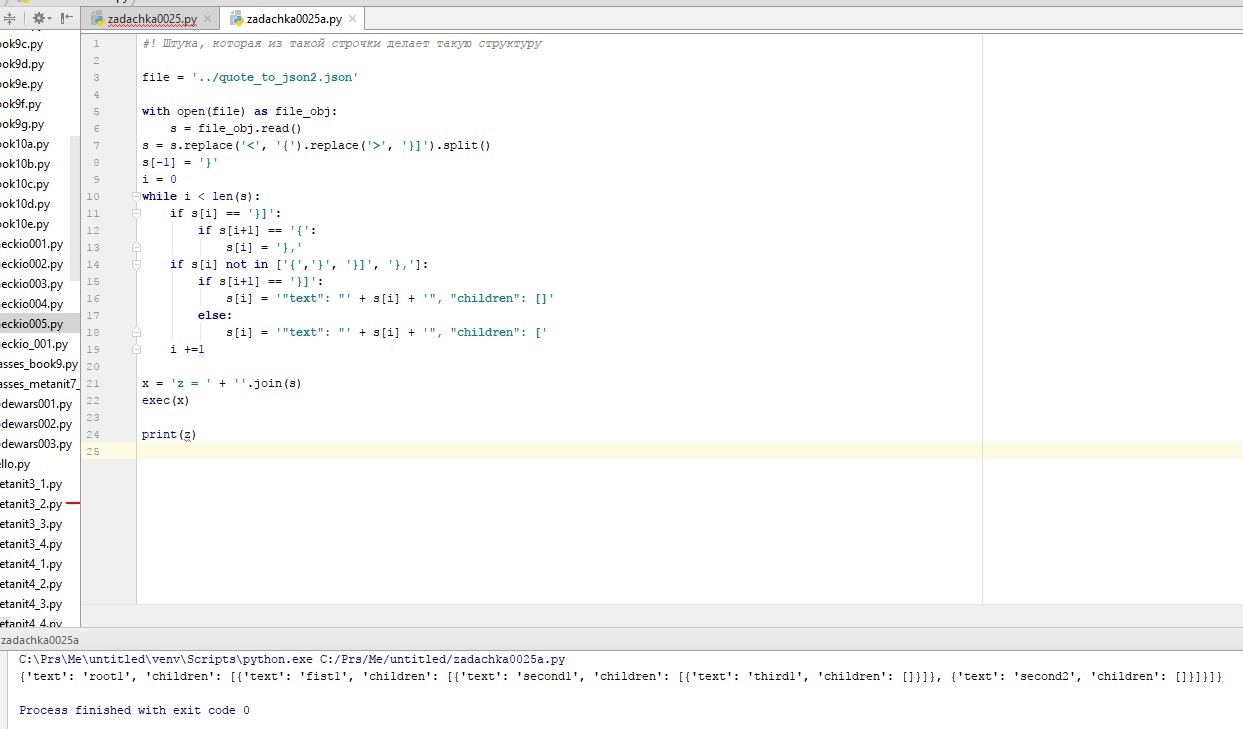 zadachka0025.py
zadachka0025a.py
ook9c.py
ook9d.py
ook9e.py
ook9f.py
ook9g.py
ook10a.py
ook10b.py
ook10c.py
ook10d.py
ook10e.py
eckio001.py
eckio002.py
eckio003.py
eckio004.py
eckio005.py
eckio_001.py
asses_book9.py
asses_metanit7_
dewars001.py
dewars002.py
dewars003.py
llo.py
etanit3_1.py
etanit3_2.py
etanit3_3.py
etanit3_4.py
etanit4_1.py
etanit4_2.py
etanit4_3.py
etanit4_4.py
1 #! Штука, которая из такой строчки делает такую структуру
2
3 file = '../quote_to_json2.json'
4
5 with open(file) as file_obj:
6     s = file_obj.read()
7 s = s.replace('<', '{').replace('>', '}]').split()
8 s[-1] = '}'
9 i = 0
10 while i < len(s):
11     if s[i] == '}]':
12         if s[i+1] == '{':
13             s[i] = '},'
14     if s[i] not in ['{','}', '}]', '},']:
15         if s[i+1] == '}]':
16             s[i] = '"text": "' + s[i] + '", "children": []'
17         else:
18             s[i] = '"text": "' + s[i] + '", "children": ['
19     i +=1
20
21 x = 'z = ' + ''.join(s)
22 exec(x)
23
24 print(z)
25
zadachka0025a
C:\Prs\Me\untitled\venv\Scripts\python.exe C:/Prs/Me/untitled/zadachka0025a.py
{'text': 'root1', 'children': [{'text': 'fist1', 'children': [{'text': 'second1', 'children': [{'text': 'third1', 'children': []}]}, {'text': 'second2', 'children': []}]}]}
Process finished with exit code 0